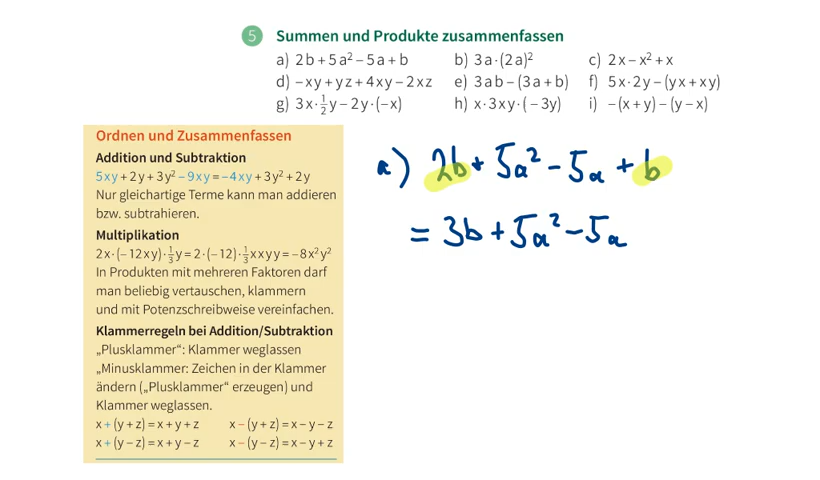 5 Summen und Produkte zusammenfassen
a) 2b+5a²−5a+b b) 3a·(2a)² c) 2x−x²+x
d) −xy+yz+4xy−2xz e) 3ab−(3a+b) f) 5x·2y−(yx+xy)
g) 3x·½y−2y·(−x) h) x·3xy·(−3y) i) −(x+y)−(y−x)
Ordnen und Zusammenfassen
Addition und Subtraktion
5xy+2y+3y²−9xy=−4xy+3y²+2y
Nur gleichartige Terme kann man addieren
bzw. subtrahieren.
Multiplikation
2x·(−12xy)·⅓y=2·(−12)·⅓xxyy=−8x²y²
In Produkten mit mehreren Faktoren darf
man beliebig vertauschen, klammern
und mit Potenzschreibweise vereinfachen.
Klammerregeln bei Addition/Subtraktion
„Plusklammer“: Klammer weglassen
„Minusklammer: Zeichen in der Klammer
ändern („Plusklammer“ erzeugen) und
Klammer weglassen.
x+(y+z)=x+y+z x−(y+z)=x−y−z
x+(y−z)=x+y−z x−(y−z)=x−y+z
a) 2b+5a²−5a+b
=3b+5a²−5a